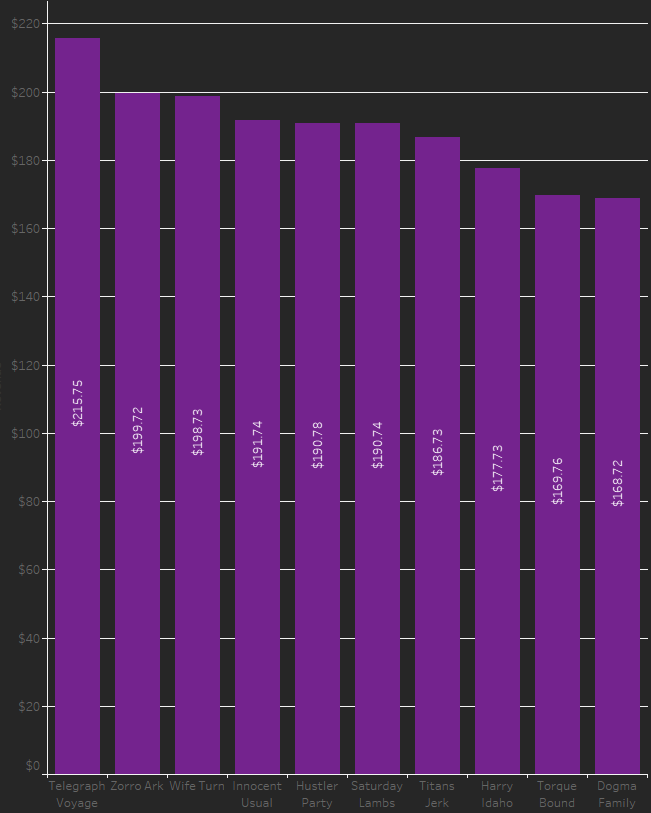 $220
$200
$180
$160
$140
$120
$100
$80
$60
$40
$20
$0
$215.75
$199.72
$198.73
$191.74
$190.78
$190.74
$186.73
$177.73
$169.76
$168.72
Telegraph Voyage
Zorro Ark
Wife Turn
Innocent Usual
Hustler Party
Saturday Lambs
Titans Jerk
Harry Idaho
Torque Bound
Dogma Family